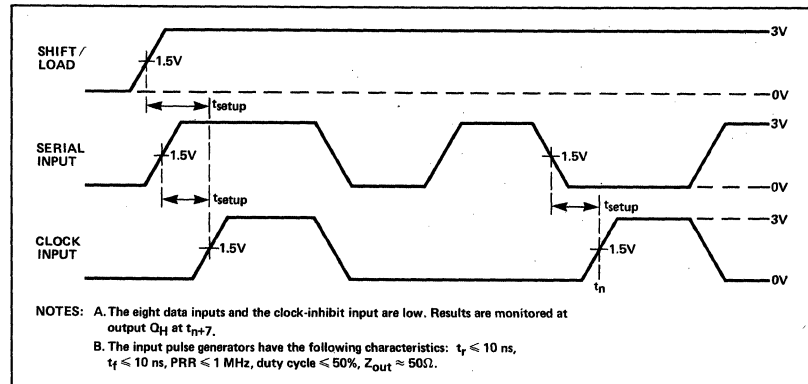 SHIFT/
LOAD
1.5V
3V
0V
tsetup
SERIAL
INPUT
1.5V
1.5V
3V
0V
tsetup
tsetup
CLOCK
INPUT
1.5V
1.5V
3V
0V
tn
NOTES: A. The eight data inputs and the clock-inhibit input are low. Results are monitored at
output QH at tn+7.
B. The input pulse generators have the following characteristics: tr ≤ 10 ns,
tf ≤ 10 ns, PRR ≤ 1 MHz, duty cycle ≤ 50%, Zout ≈ 50Ω.